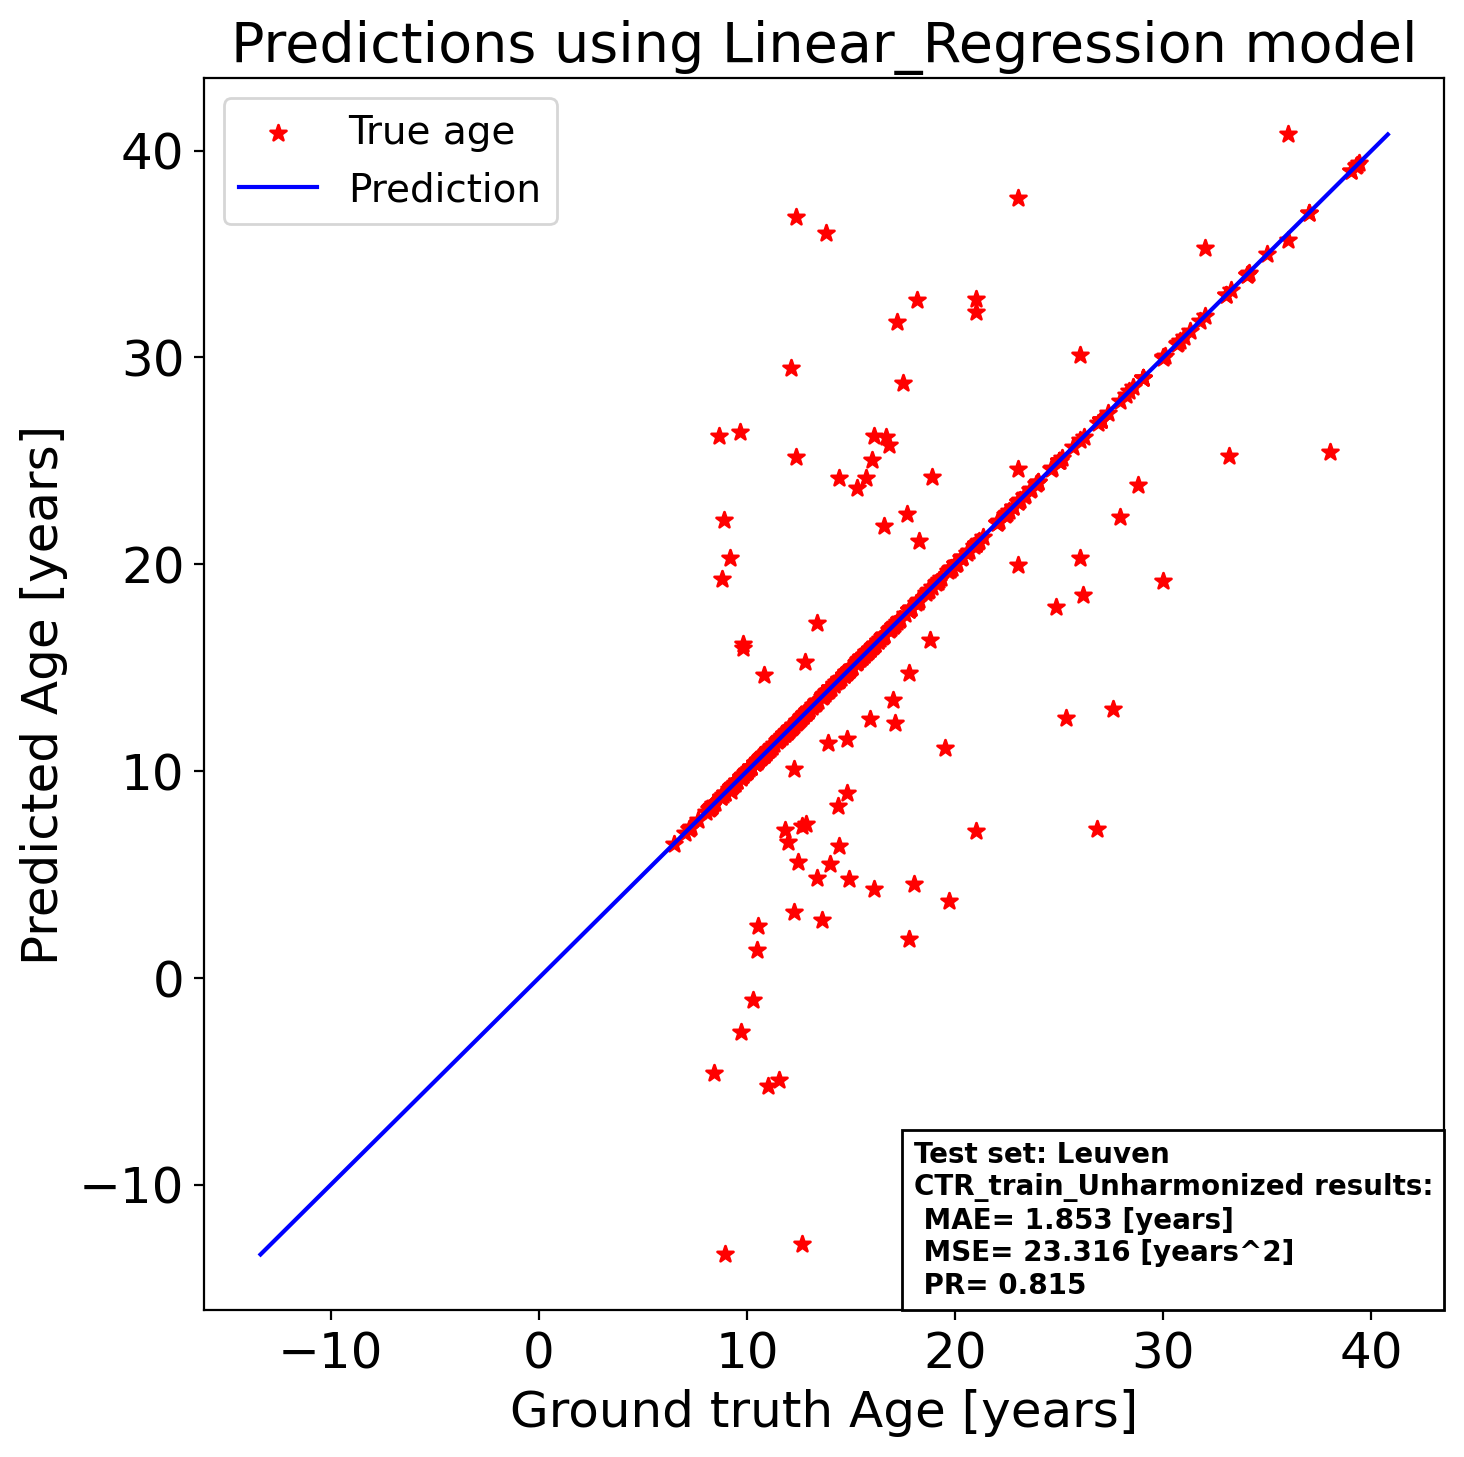 Predictions using Linear_Regression model
True age
Prediction
40
30
20
10
0
−10
Predicted Age [years]
Test set: Leuven
CTR_train_Unharmonized results:
MAE= 1.853 [years]
MSE= 23.316 [years^2]
PR= 0.815
−10 0 10 20 30 40
Ground truth Age [years]